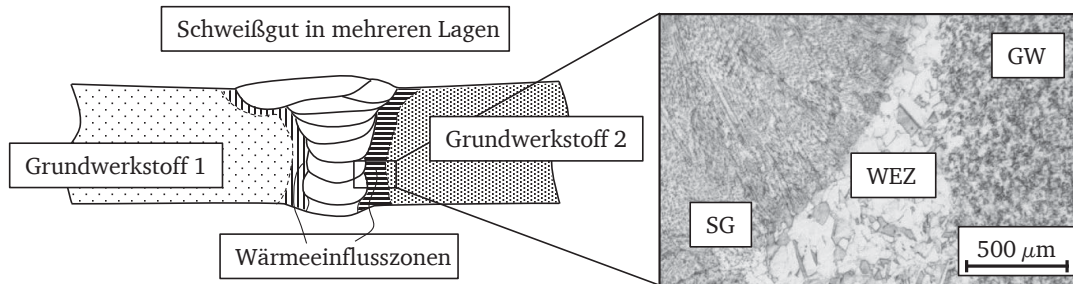 Schweißgut in mehreren Lagen
Grundwerkstoff 1
Grundwerkstoff 2
Wärmeeinflusszonen
GW
WEZ
SG
500 μm